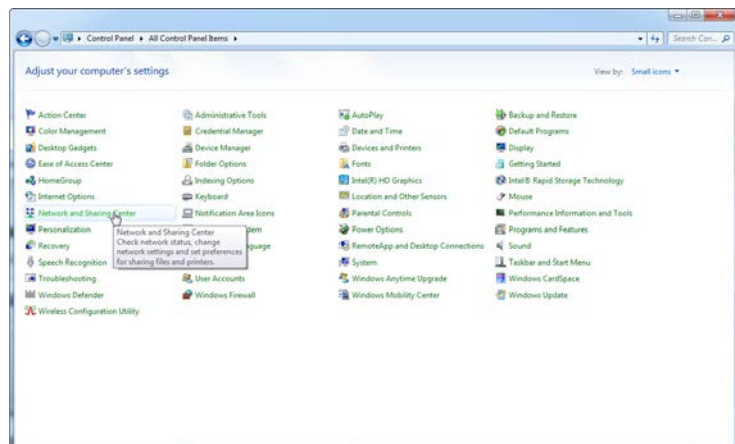 Control Panel ▸ All Control Panel Items ▸
Search Con...
Adjust your computer's settings
View by: Small icons
Action Center
Administrative Tools
AutoPlay
Backup and Restore
Color Management
Credential Manager
Date and Time
Default Programs
Desktop Gadgets
Device Manager
Devices and Printers
Display
Ease of Access Center
Folder Options
Fonts
Getting Started
HomeGroup
Indexing Options
Intel(R) HD Graphics
Intel® Rapid Storage Technology
Internet Options
Keyboard
Location and Other Sensors
Mouse
Network and Sharing Center
Notification Area Icons
Parental Controls
Performance Information and Tools
Personalization
Power Options
Programs and Features
Network and Sharing Center
Check network status, change
network settings and set preferences
for sharing files and printers.
Recovery
RemoteApp and Desktop Connections
Sound
Speech Recognition
System
Taskbar and Start Menu
Troubleshooting
User Accounts
Windows Anytime Upgrade
Windows CardSpace
Windows Defender
Windows Firewall
Windows Mobility Center
Windows Update
Wireless Configuration Utility